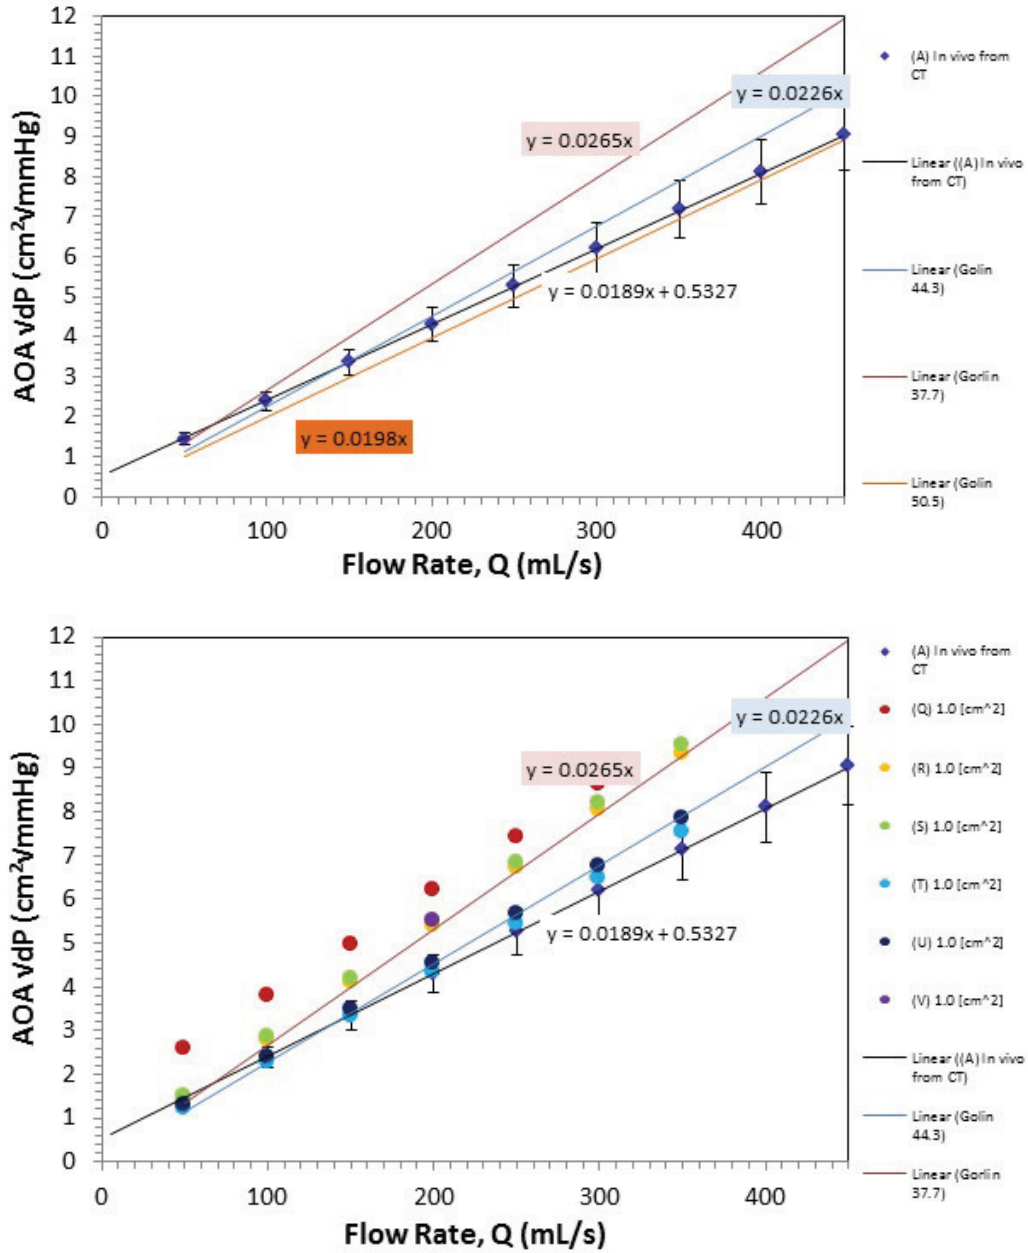 12
11
10
9
8
7
6
5
4
3
2
1
0
AOA √dP (cm²√mmHg)
y = 0.0226x
y = 0.0265x
y = 0.0189x + 0.5327
y = 0.0198x
0
100
200
300
400
Flow Rate, Q (mL/s)
(A) In vivo from
CT
Linear ((A) In vivo
from CT)
Linear (Golin
44.3)
Linear (Gorlin
37.7)
Linear (Golin
50.5)
12
11
10
9
8
7
6
5
4
3
2
1
0
AOA √dP (cm²√mmHg)
y = 0.0226x
y = 0.0265x
y = 0.0189x + 0.5327
0
100
200
300
400
Flow Rate, Q (mL/s)
(A) In vivo from
CT
(Q) 1.0 [cm^2]
(R) 1.0 [cm^2]
(S) 1.0 [cm^2]
(T) 1.0 [cm^2]
(U) 1.0 [cm^2]
(V) 1.0 [cm^2]
Linear ((A) In vivo
from CT)
Linear (Golin
44.3)
Linear (Gorlin
37.7)